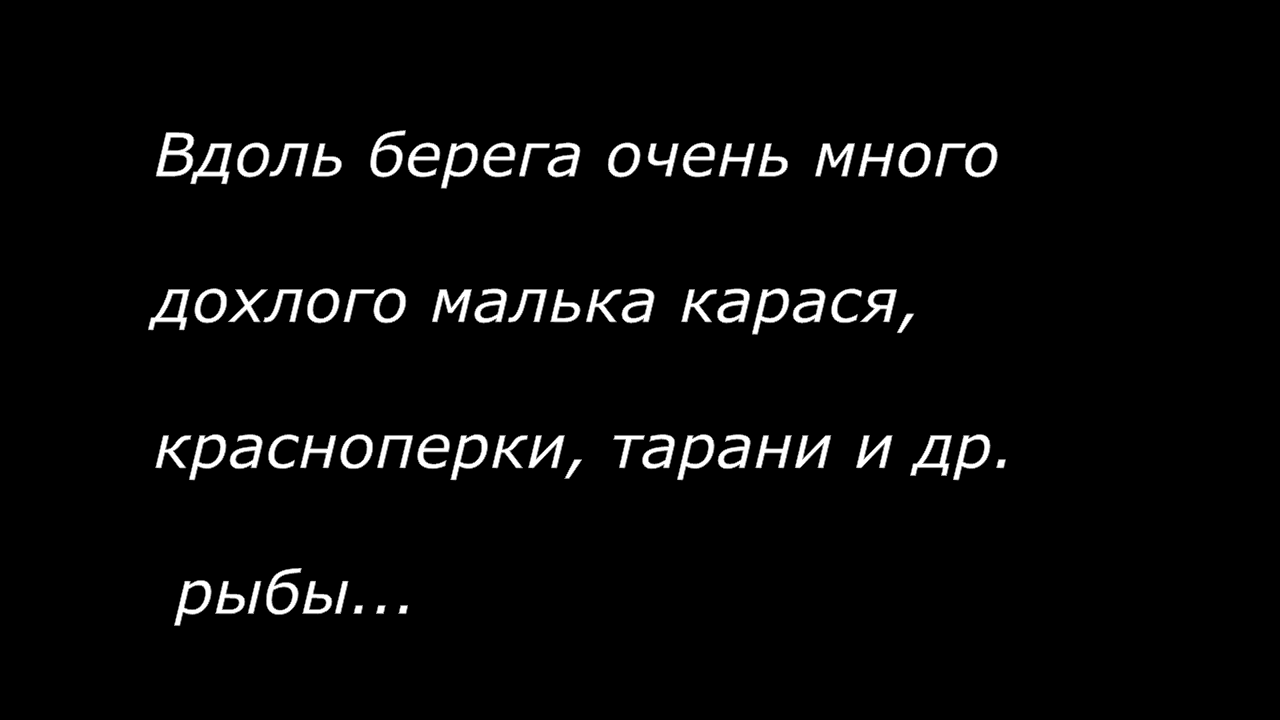 Вдоль берега очень много
дохлого малька карася,
красноперки, тарани и др.
рыбы...